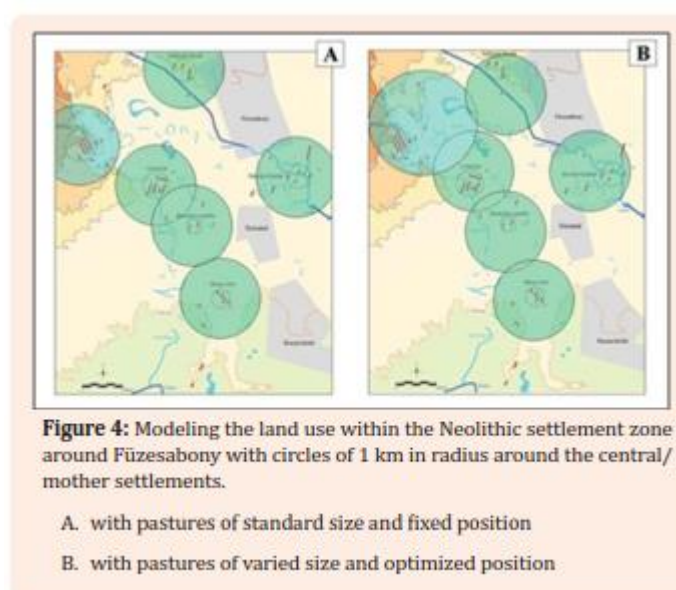 A
B
Figure 4: Modeling the land use within the Neolithic settlement zone
around Füzesabony with circles of 1 km in radius around the central/
mother settlements.
A. with pastures of standard size and fixed position
B. with pastures of varied size and optimized position